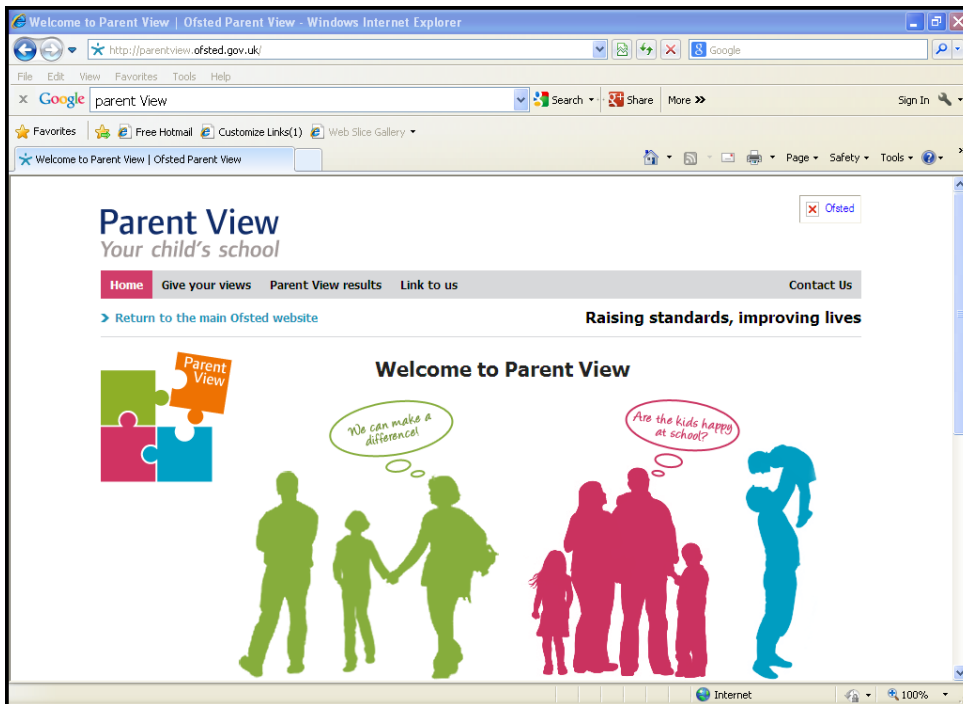 Welcome to Parent View | Ofsted Parent View - Windows Internet Explorer
http://parentview.ofsted.gov.uk/
Google
File Edit View Favorites Tools Help
x Google parent View Search Share More >> Sign In
Favorites Free Hotmail Customize Links(1) Web Slice Gallery
Welcome to Parent View | Ofsted Parent View
Page Safety Tools
Parent View
Your child's school
Ofsted
Home Give your views Parent View results Link to us Contact Us
> Return to the main Ofsted website
Raising standards, improving lives
Parent
View
Welcome to Parent View
We can make a
difference!
Are the kids happy
at school?
Internet 100%